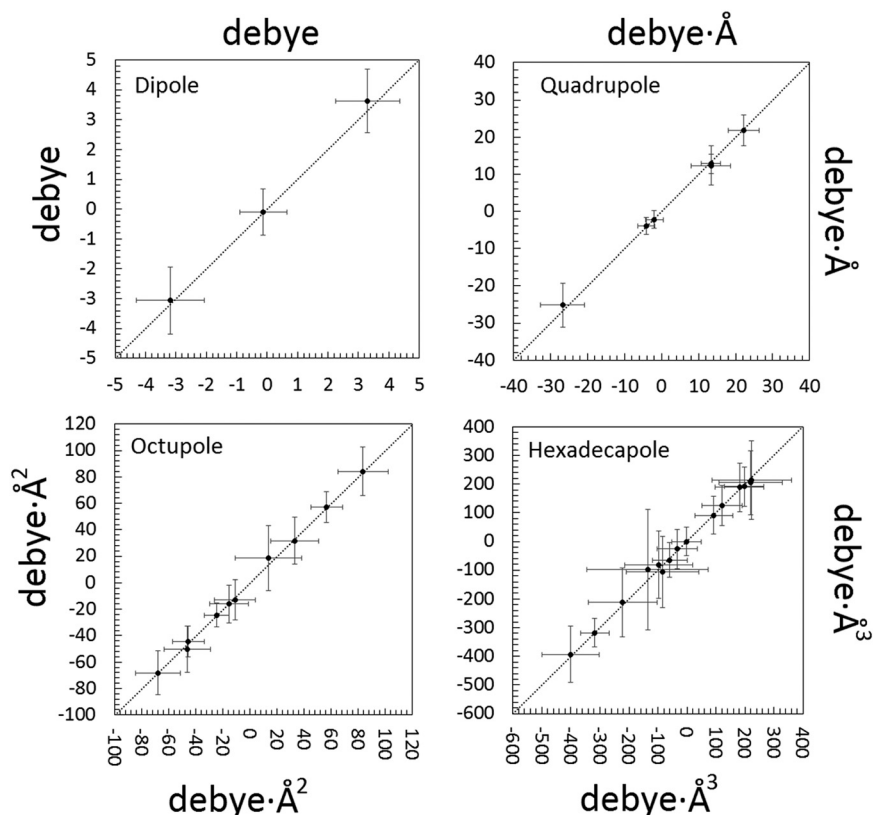 debye
debye·Å
5
4
3
2
1
0
-1
-2
-3
-4
-5
debye
Dipole
-5 -4 -3 -2 -1 0 1 2 3 4 5
40
30
20
10
0
-10
-20
-30
-40
Quadrupole
debye·Å
-40 -30 -20 -10 0 10 20 30 40
120
100
80
60
40
20
0
-20
-40
-60
-80
-100
debye·Å²
Octupole
-100 -80 -60 -40 -20 0 20 40 60 80 100 120
debye·Å²
400
300
200
100
0
-100
-200
-300
-400
-500
-600
Hexadecapole
debye·Å³
-600 -500 -400 -300 -200 -100 0 100 200 300 400
debye·Å³